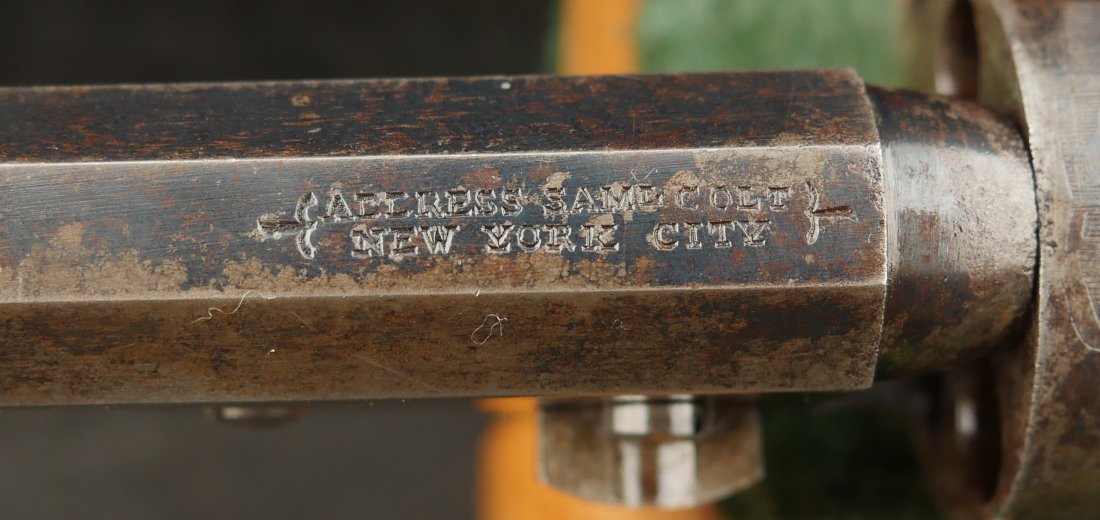 ADDRESS SAML COLT
NEW YORK CITY